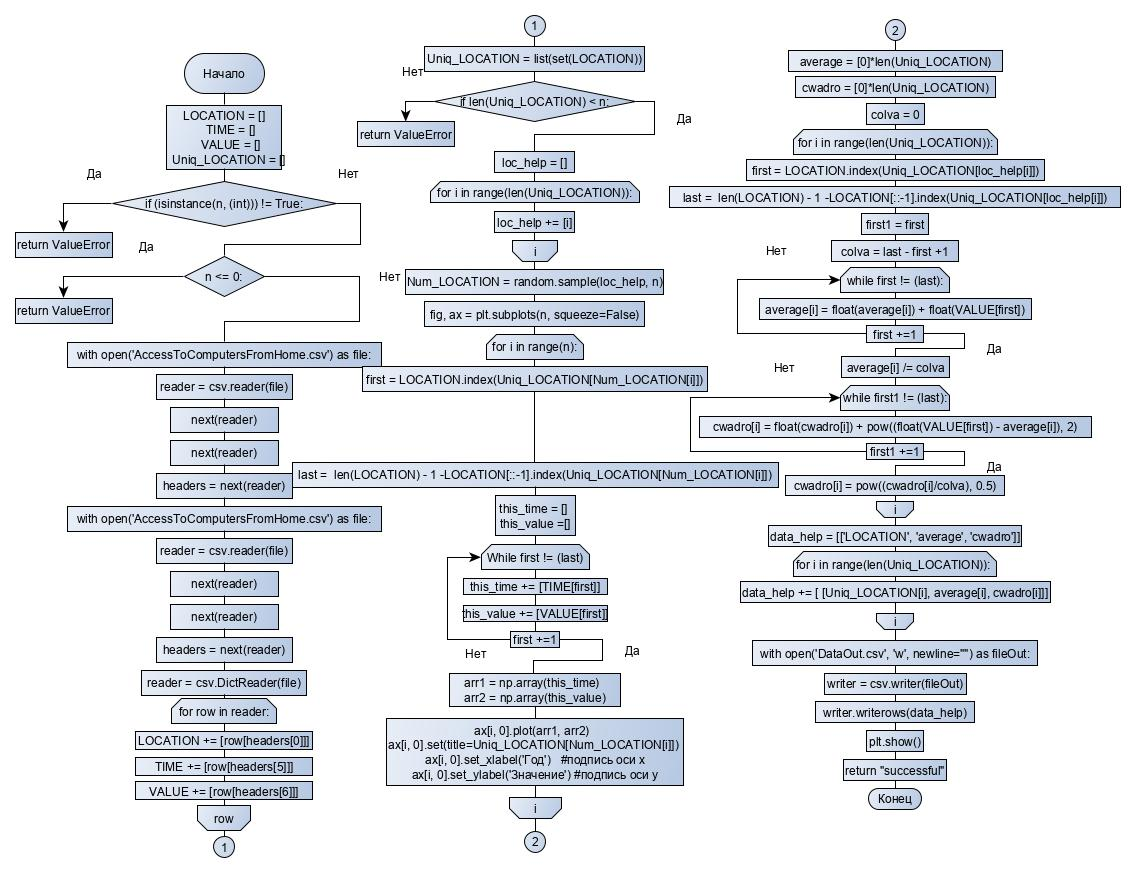 Начало
LOCATION = []
TIME = []
VALUE = []
Uniq_LOCATION = []
Да
Нет
if (isinstance(n, (int))) != True:
return ValueError
Да
n <= 0:
return ValueError
with open('AccessToComputersFromHome.csv') as file:
reader = csv.reader(file)
next(reader)
next(reader)
headers = next(reader)
with open('AccessToComputersFromHome.csv') as file:
reader = csv.reader(file)
next(reader)
next(reader)
headers = next(reader)
reader = csv.DictReader(file)
for row in reader:
LOCATION += [row[headers[0]]]
TIME += [row[headers[5]]]
VALUE += [row[headers[6]]]
row
1
1
Uniq_LOCATION = list(set(LOCATION))
Нет
if len(Uniq_LOCATION) < n:
Да
return ValueError
loc_help = []
for i in range(len(Uniq_LOCATION)):
loc_help += [i]
i
Нет
Num_LOCATION = random.sample(loc_help, n)
fig, ax = plt.subplots(n, squeeze=False)
for i in range(n):
first = LOCATION.index(Uniq_LOCATION[Num_LOCATION[i]])
last =  len(LOCATION) - 1 -LOCATION[::-1].index(Uniq_LOCATION[Num_LOCATION[i]])
this_time = []
this_value =[]
While first != (last)
this_time += [TIME[first]]
this_value += [VALUE[first]]
first +=1
Нет
Да
arr1 = np.array(this_time)
arr2 = np.array(this_value)
ax[i, 0].plot(arr1, arr2)
ax[i, 0].set(title=Uniq_LOCATION[Num_LOCATION[i]])
ax[i, 0].set_xlabel('Год')   #подпись оси x
ax[i, 0].set_ylabel('Значение') #подпись оси y
i
2
2
average = [0]*len(Uniq_LOCATION)
cwadro = [0]*len(Uniq_LOCATION)
colva = 0
for i in range(len(Uniq_LOCATION)):
first = LOCATION.index(Uniq_LOCATION[loc_help[i]])
last =  len(LOCATION) - 1 -LOCATION[::-1].index(Uniq_LOCATION[loc_help[i]])
first1 = first
Нет
colva = last - first +1
while first != (last):
average[i] = float(average[i]) + float(VALUE[first])
first +=1
Да
Нет
average[i] /= colva
while first1 != (last):
cwadro[i] = float(cwadro[i]) + pow((float(VALUE[first]) - average[i]), 2)
first1 +=1
Да
cwadro[i] = pow((cwadro[i]/colva), 0.5)
i
data_help = [['LOCATION', 'average', 'cwadro']]
for i in range(len(Uniq_LOCATION)):
data_help += [ [Uniq_LOCATION[i], average[i], cwadro[i]]]
i
with open('DataOut.csv', 'w', newline="") as fileOut:
writer = csv.writer(fileOut)
writer.writerows(data_help)
plt.show()
return "successful"
Конец